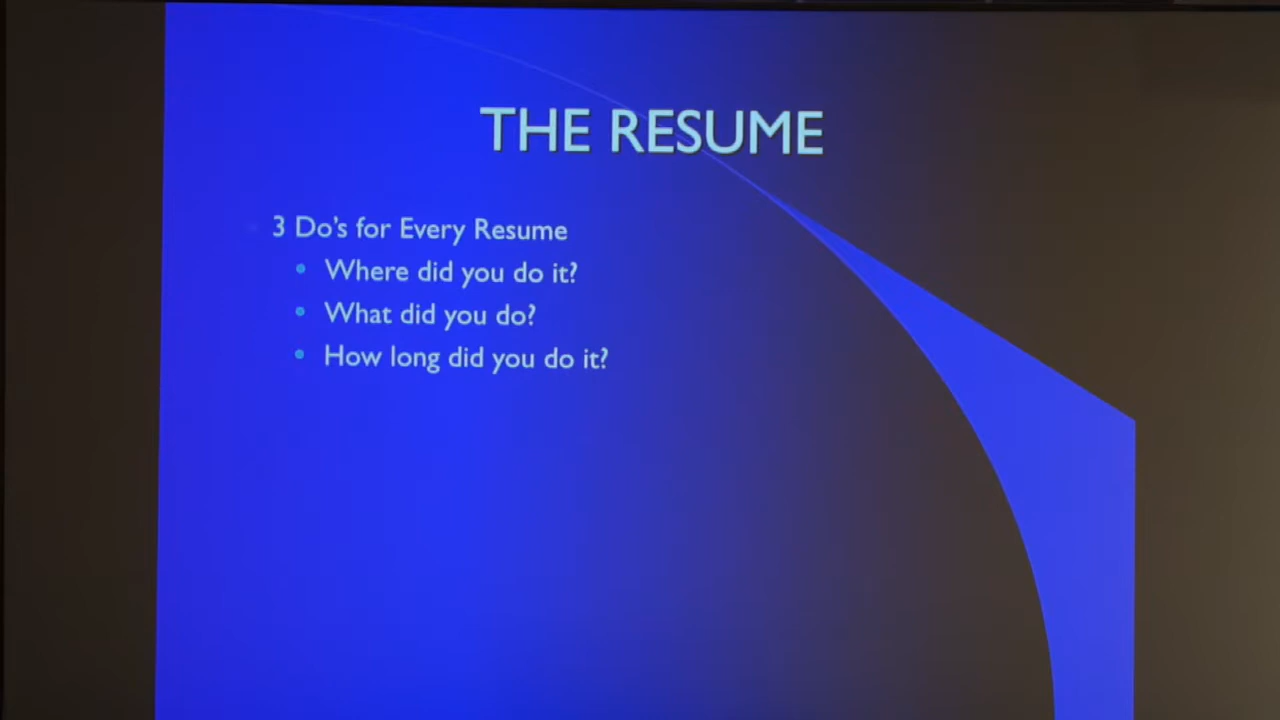 THE RESUME
3 Do's for Every Resume
Where did you do it?
What did you do?
How long did you do it?